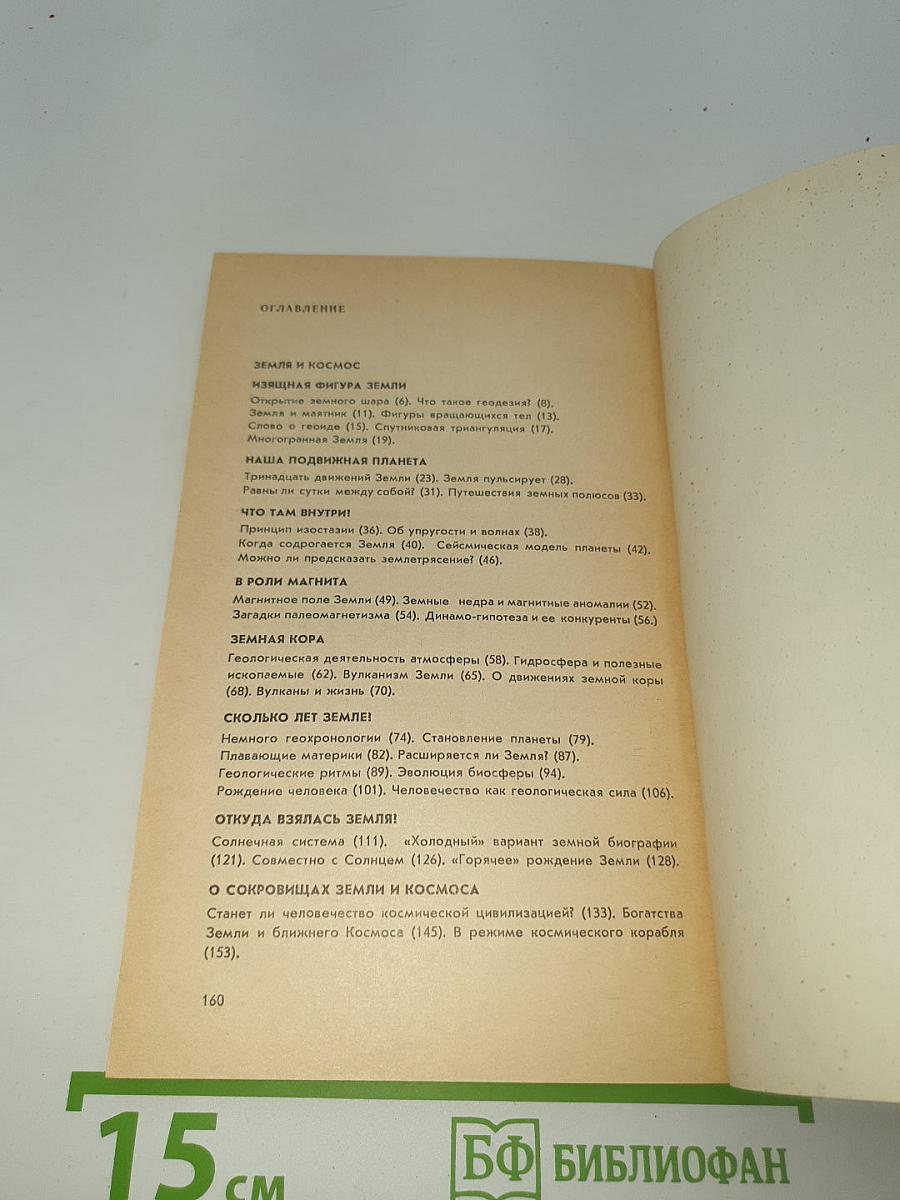 ОГЛАВЛЕНИЕ
ЗЕМЛЯ И КОСМОС
ИЗЯЩНАЯ ФИГУРА ЗЕМЛИ
Открытие земного шара (6). Что такое геодезия? (8).
Земля и маятник (11). Фигуры вращающихся тел (13).
Слово о геоиде (15). Спутниковая триангуляция (17).
Многогранная Земля (19).
НАША ПОДВИЖНАЯ ПЛАНЕТА
Тринадцать движений Земли (23). Земля пульсирует (28).
Равны ли сутки между собой? (31). Путешествия земных полюсов (33).
ЧТО ТАМ ВНУТРИ?
Принцип изостазии (36). Об упругости и волнах (38).
Когда содрогается Земля (40). Сейсмическая модель планеты (42).
Можно ли предсказать землетрясение? (46).
В РОЛИ МАГНИТА
Магнитное поле Земли (49). Земные недра и магнитные аномалии (52).
Загадки палеомагнетизма (54). Динамо-гипотеза и ее конкуренты (56.)
ЗЕМНАЯ КОРА
Геологическая деятельность атмосферы (58). Гидросфера и полезные
ископаемые (62). Вулканизм Земли (65). О движениях земной коры
(68). Вулканы и жизнь (70).
СКОЛЬКО ЛЕТ ЗЕМЛЕ?
Немного геохронологии (74). Становление планеты (79).
Плавающие материки (82). Расширяется ли Земля? (87).
Геологические ритмы (89). Эволюция биосферы (94).
Рождение человека (101). Человечество как геологическая сила (106).
ОТКУДА ВЗЯЛАСЬ ЗЕМЛЯ?
Солнечная система (111). «Холодный» вариант земной биографии
(121). Совместно с Солнцем (126). «Горячее» рождение Земли (128).
О СОКРОВИЩАХ ЗЕМЛИ И КОСМОСА
Станет ли человечество космической цивилизацией? (133). Богатства
Земли и ближнего Космоса (145). В режиме космического корабля
(153).
160
15 см
БФ БИБЛИОФАН